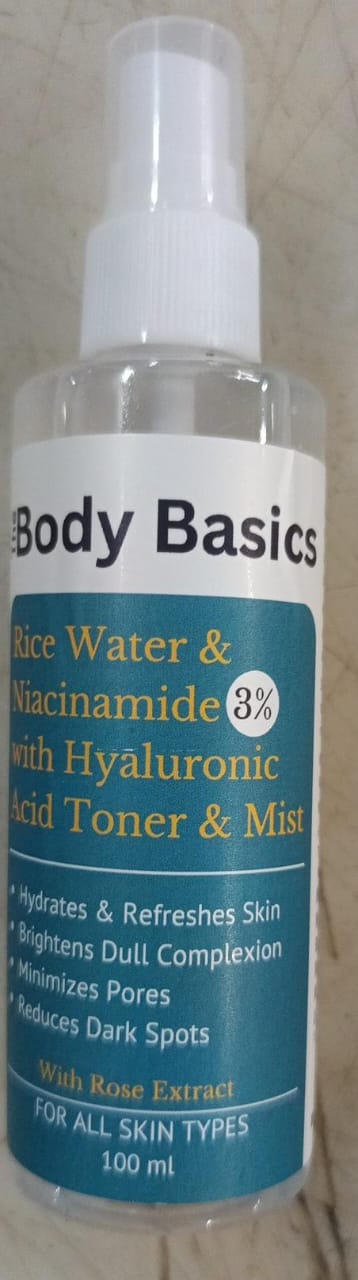 The
Body Basics
Rice Water &
Niacinamide 3%
with Hyaluronic
Acid Toner & Mist
• Hydrates & Refreshes Skin
• Brightens Dull Complexion
• Minimizes Pores
• Reduces Dark Spots
With Rose Extract
FOR ALL SKIN TYPES
100 ml